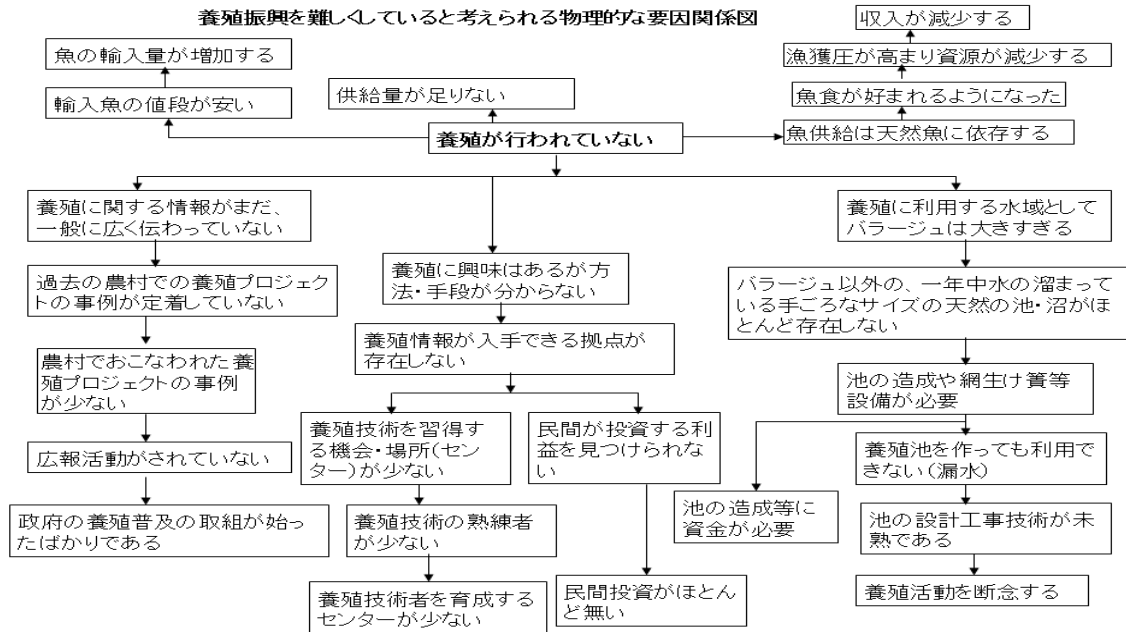 養殖振興を難しくしていると考えられる物理的な要因関係図
収入が減少する
漁獲圧が高まり資源が減少する
魚食が好まれるようになった
魚供給は天然魚に依存する
魚の輸入量が増加する
輸入魚の値段が安い
供給量が足りない
養殖が行われていない
養殖に関する情報がまだ、
一般に広く伝わっていない
過去の農村での養殖プロジェク
トの事例が定着していない
農村でおこなわれた養
殖プロジェクトの事例
が少ない
広報活動がされていない
政府の養殖普及の取組が始っ
たばかりである
養殖に興味はあるが方
法・手段が分からない
養殖情報が入手できる拠点が
存在しない
養殖技術を習得す
る機会・場所(セン
ター)が少ない
養殖技術の熟練者
が少ない
養殖技術者を育成する
センターが少ない
民間が投資する利
益を見つけられな
い
民間投資がほとん
ど無い
養殖に利用する水域として
バラージュは大きすぎる
バラージュ以外の、一年中水の溜まって
いる手ごろなサイズの天然の池・沼がほ
とんど存在しない
池の造成や網生け簀等
設備が必要
池の造成等に
資金が必要
養殖池を作っても利用で
きない(漏水)
池の設計工事技術が未
熟である
養殖活動を断念する